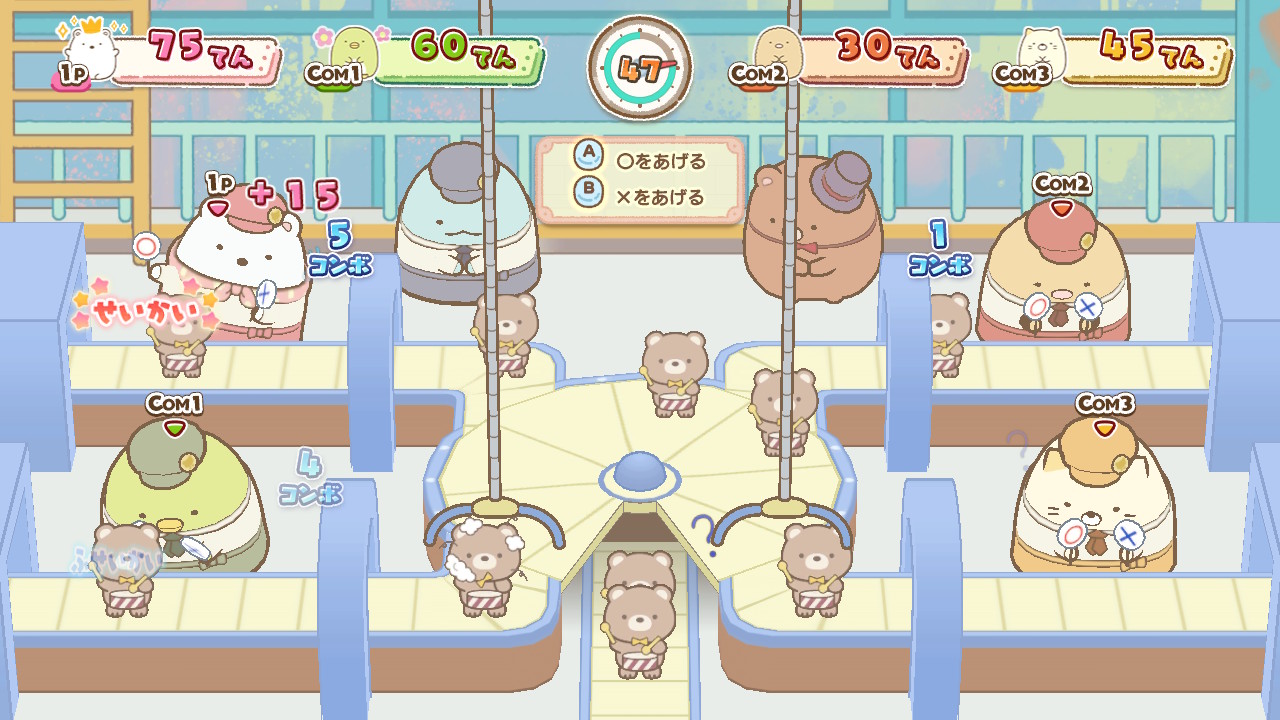 1P 75てん
COM1 60てん
47
COM2 30てん
COM3 45てん
A ○をあげる
B ×をあげる
1P +15
5
コンボ
せいかい
COM2
1
コンボ
COM1
4
コンボ
ふせいかい
COM3
?
?